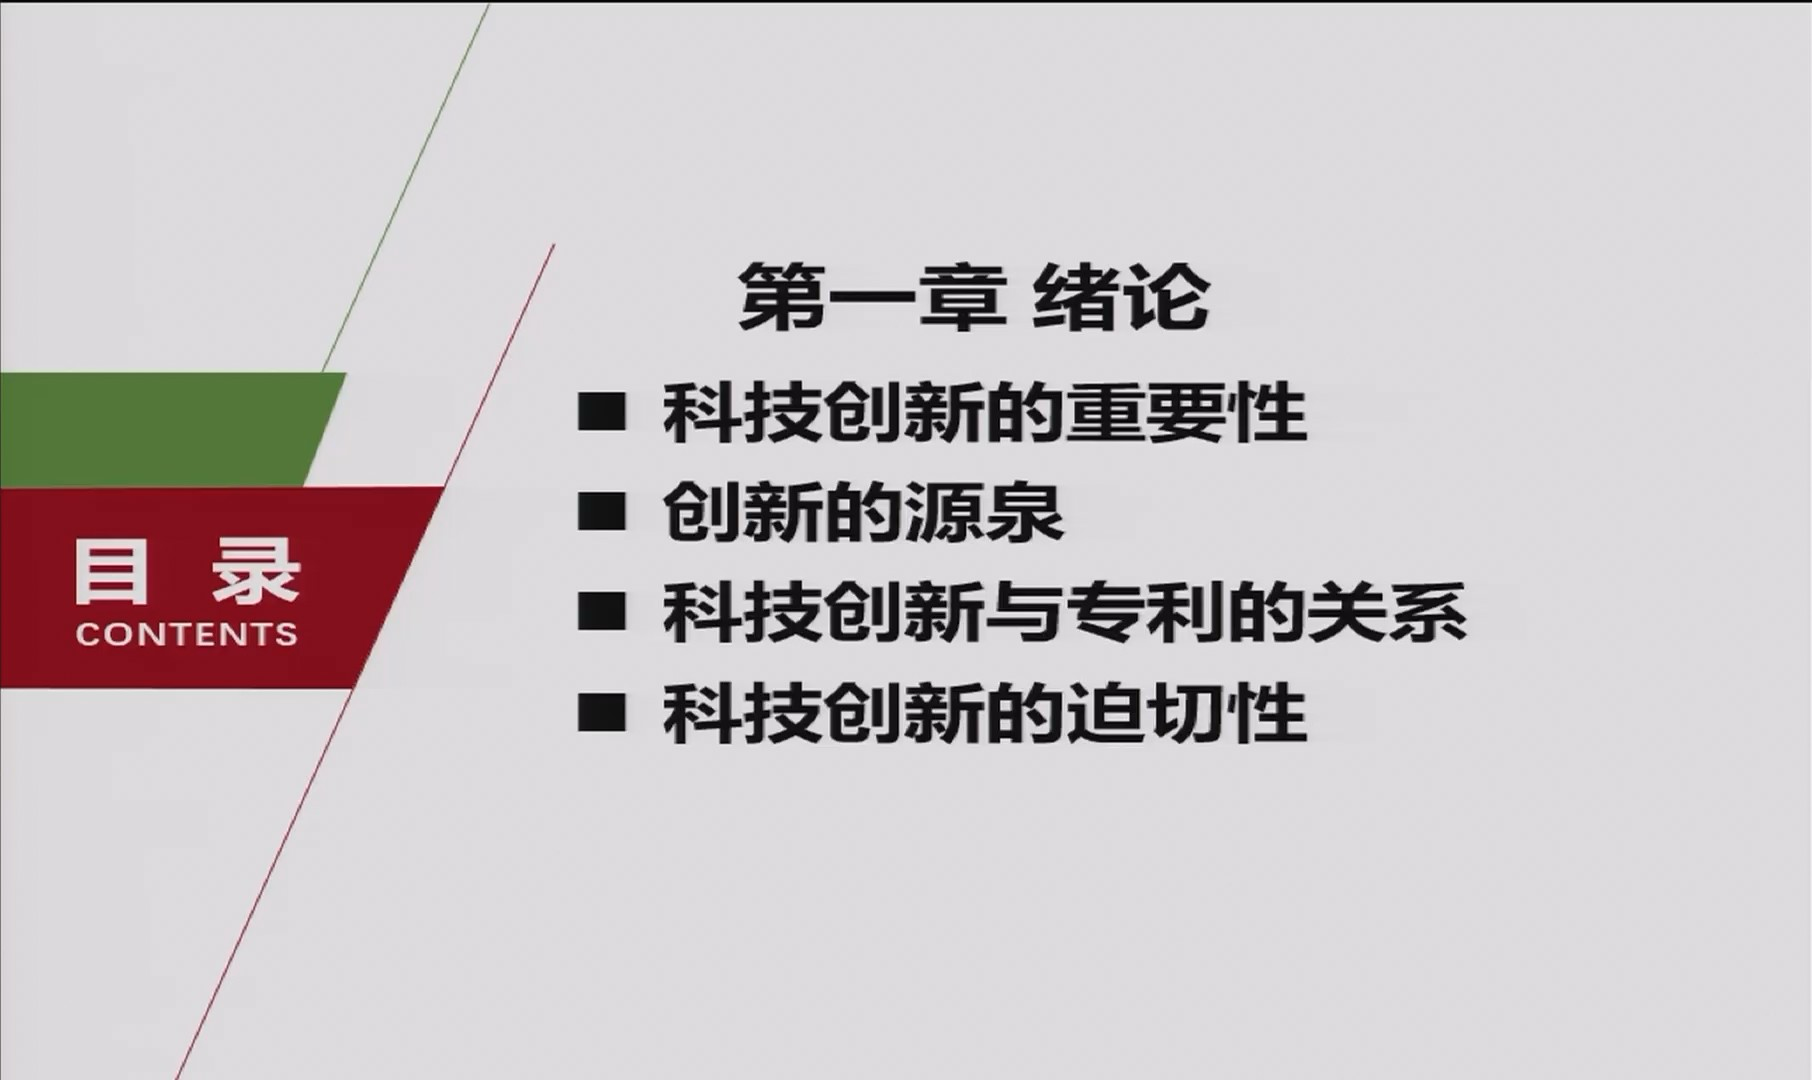 目 录
CONTENTS
第一章 绪论
■ 科技创新的重要性
■ 创新的源泉
■ 科技创新与专利的关系
■ 科技创新的迫切性